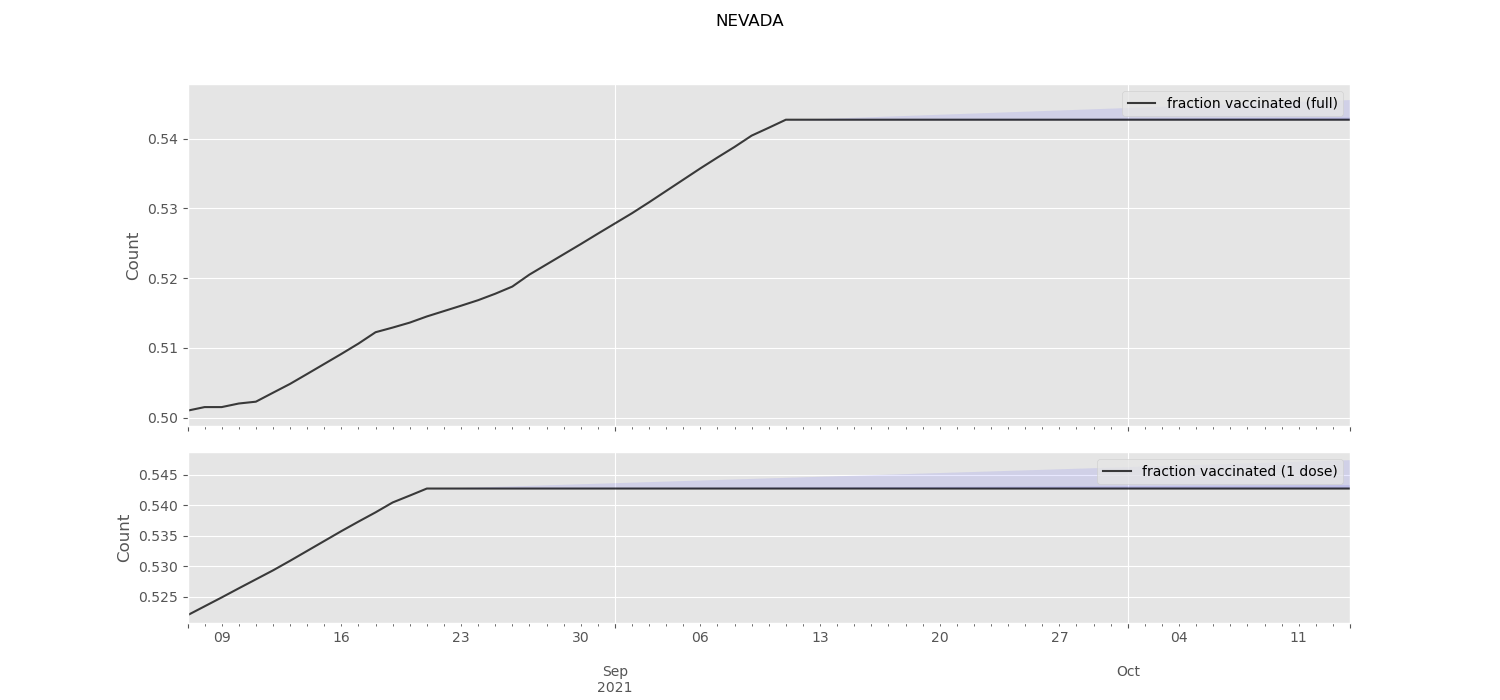 NEVADA
fraction vaccinated (full)
0.54
0.53
0.52
0.51
0.50
Count
fraction vaccinated (1 dose)
0.545
0.540
0.535
0.530
0.525
Count
09 16 23 30 06 13 20 27 04 11
Sep Oct
2021